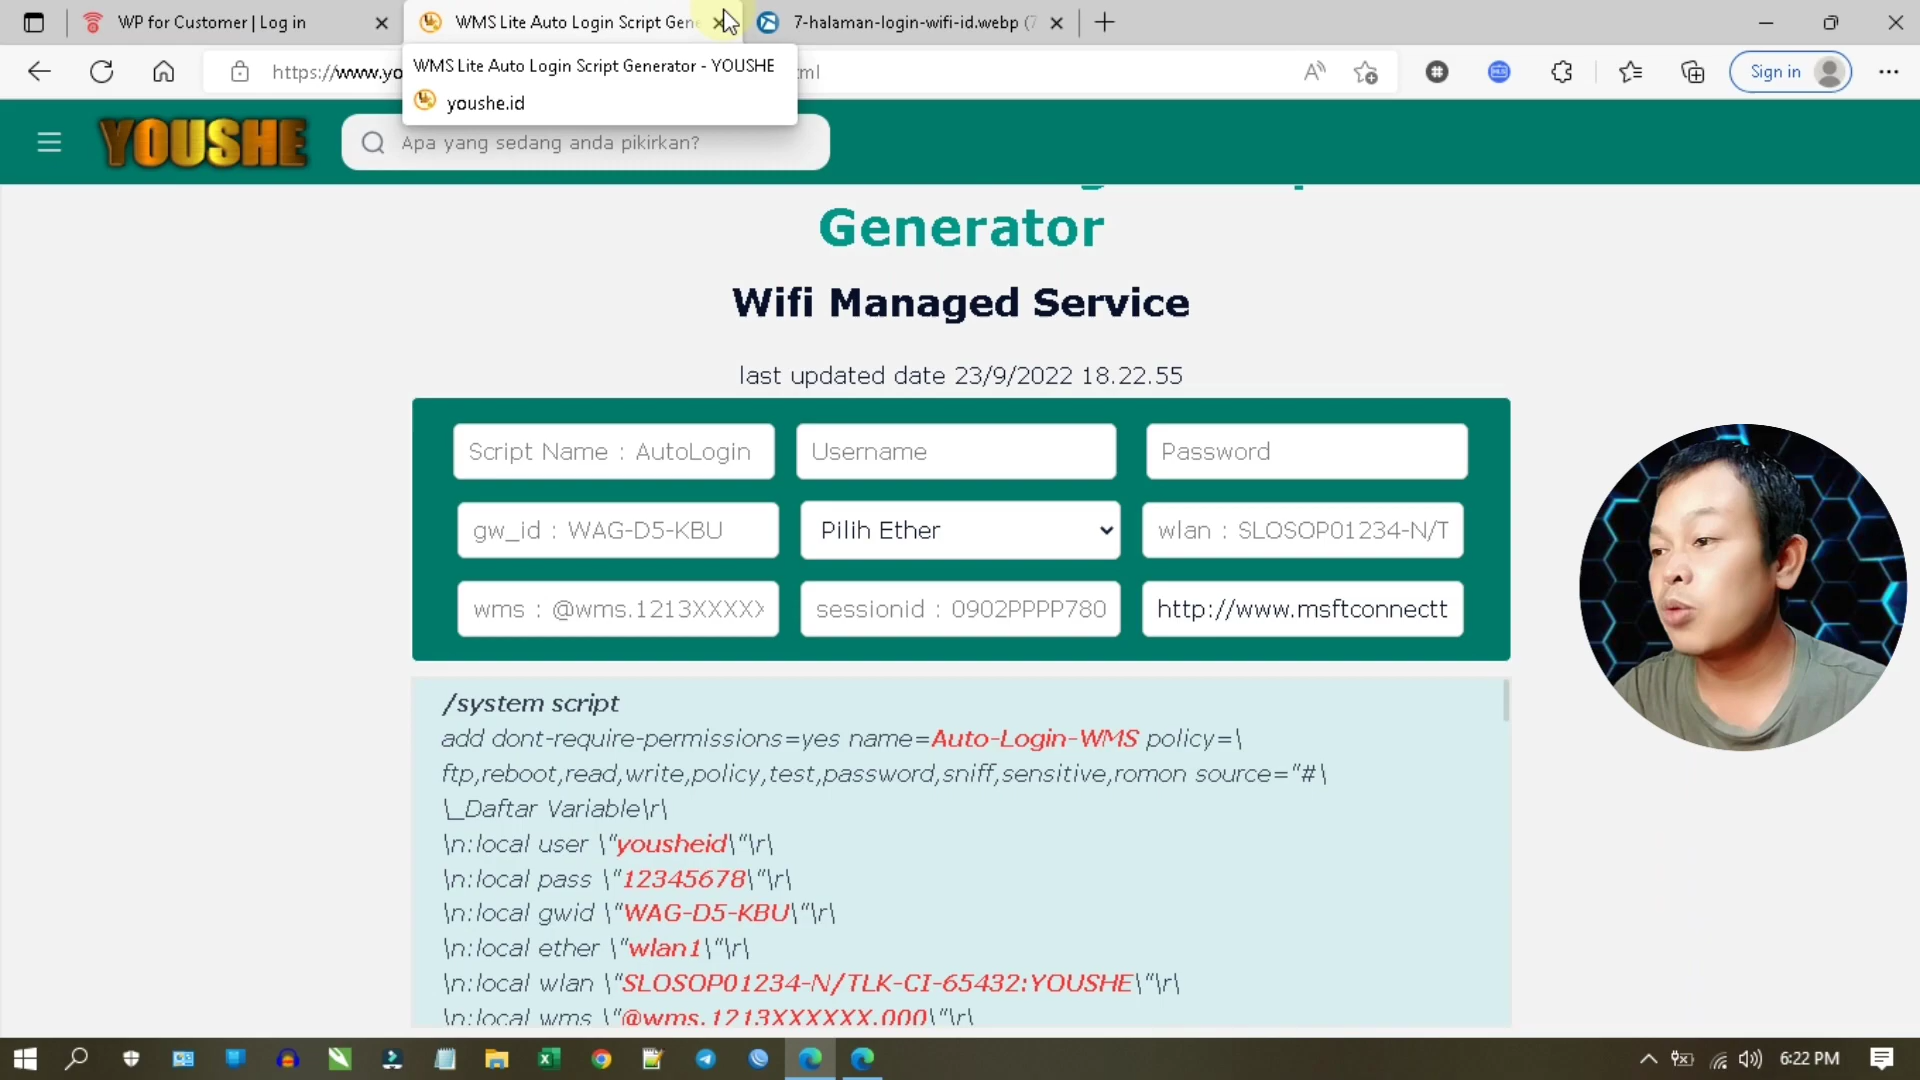 WP for Customer | Log in
WMS Lite Auto Login Script Gen
7-halaman-login-wifi-id.webp (7
https://www.yo
ml
Sign in
WMS Lite Auto Login Script Generator - YOUSHE
youshe.id
YOUSHE
Apa yang sedang anda pikirkan?
Generator
Wifi Managed Service
last updated date 23/9/2022 18.22.55
Script Name : AutoLogin
Username
Password
gw_id : WAG-D5-KBU
Pilih Ether
wlan : SLOSOP01234-N/T
wms : @wms.1213XXXXX
sessionid : 0902PPPP780
http://www.msftconnectt
/system script
add dont-require-permissions=yes name=Auto-Login-WMS policy=\
ftp,reboot,read,write,policy,test,password,sniff,sensitive,romon source="#\
\_Daftar Variable\r\
\n:local user \"yousheid\"\r\
\n:local pass \"12345678\"\r\
\n:local gwid \"WAG-D5-KBU\"\r\
\n:local ether \"wlan1\"\r\
\n:local wlan \"SLOSOP01234-N/TLK-CI-65432:YOUSHE\"\r\
\n:local wms \"@wms.1213XXXXXX.000\"\r\
6:22 PM